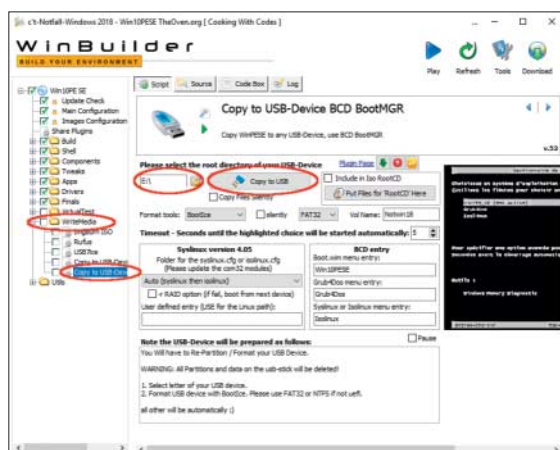 c't-Notfall-Windows 2018 - Win10PESE TheOven.org [ Cooking With Codes ]
WinBuilder
BUILD YOUR ENVIRONMENT
Play
Refresh
Tools
Download
Script
Source
Code Box
Log
Win10PE SE
Update Check
Main Configuration
Images Configuration
Share Plugins
Build
Shell
Components
Tweaks
Apps
Drivers
Finals
VirtualTest
WriteMedia
ISO
Rufus
Copy to USB-Devi
Copy to USB-Devi
Utils
Copy to USB-Device BCD BootMGR
Copy WinPESE to any USB-Device, use BCD BootMGR
v.53
Please select the root directory of your USB-Device
Plugin Page
E:\
Copy to USB
Include in Iso RootCD
Copy Files Silently
Put Files for 'RootCD' Here
Format tools:
BootIce
silently
FAT32
Vol Name:
Notwin18
Timeout - Seconds until the highlighted choice will be started automatically:
5
Syslinux version 4.05
Folder for the syslinux.cfg or isolinux.cfg
(Please update the com32 modules)
Auto (syslinux then isolinux)
-r RAID option (if fail, boot from next device)
User defined entry (USE for the Linux path):
BCD entry
Boot.wim menu entry:
Win10PESE
Grub4Dos menu entry:
Grub4Dos
Syslinux or Isolinux menu entry:
Isolinux
Note the USB-Device will be prepared as follows:
Pause
You Will have to Re-Partition / Format your USB Device.
WARNING: All Partitions and data on the usb-stick will be deleted!
1. Select letter of your USB device.
2. Format USB device with BootIce. Please use FAT32 or NTFS if not uefi.
all other will be automatically :)